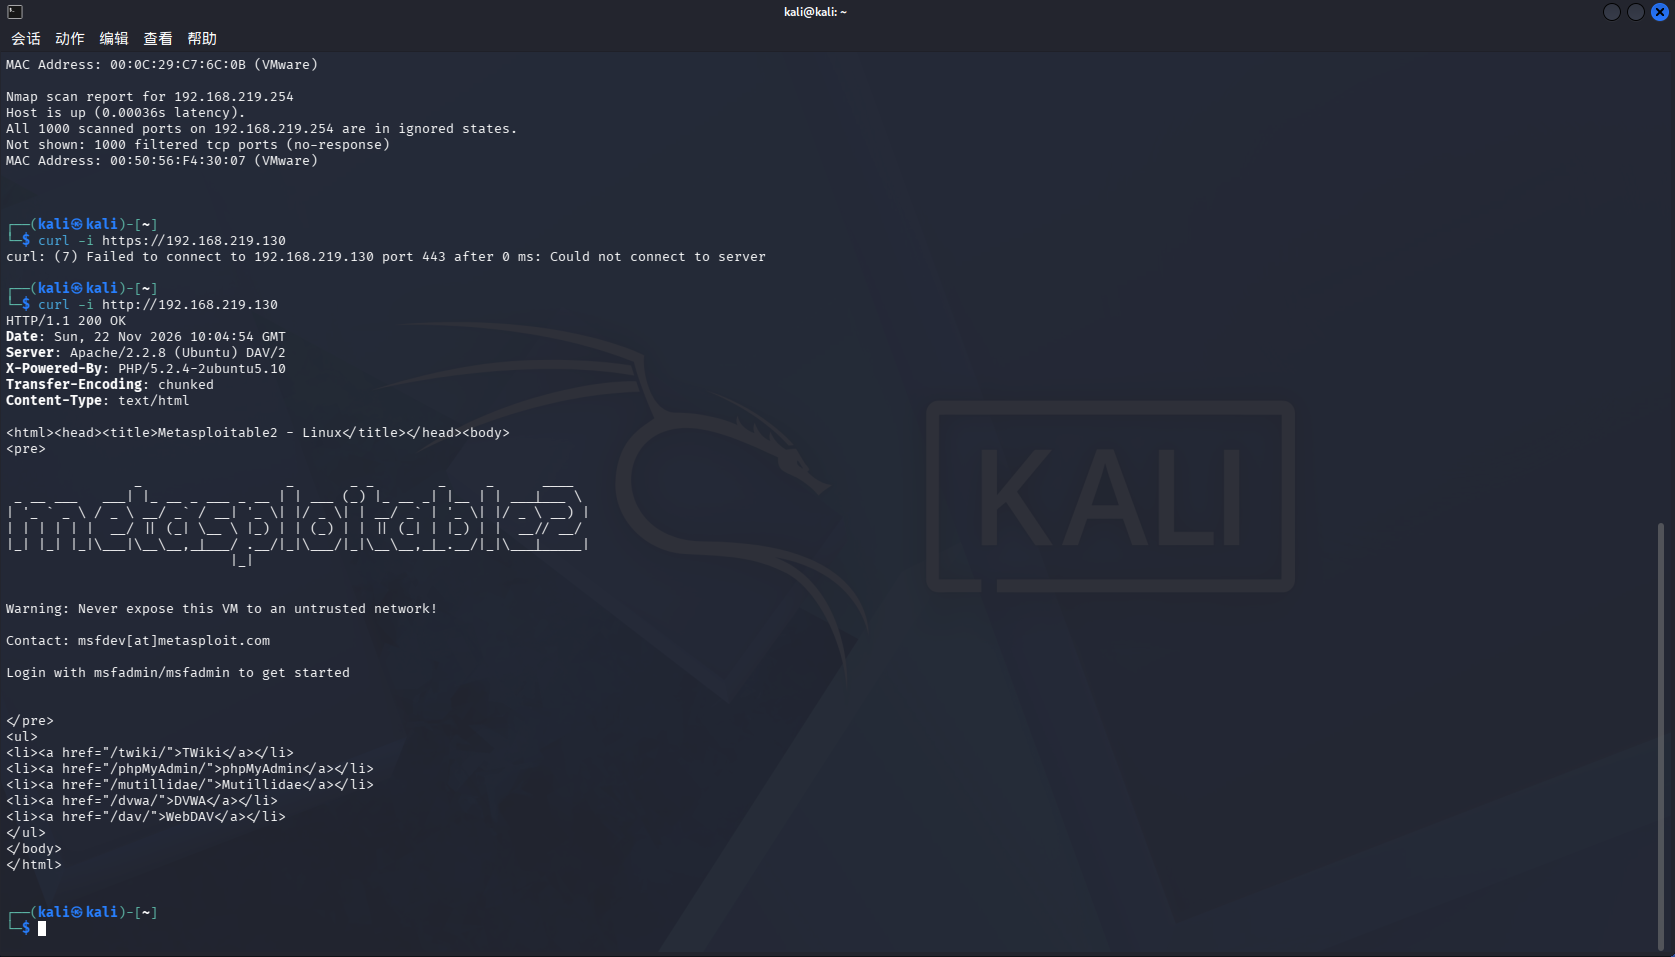 kali@kali: ~
会话 动作 编辑 查看 帮助
MAC Address: 00:0C:29:C7:6C:0B (VMware)
Nmap scan report for 192.168.219.254
Host is up (0.00036s latency).
All 1000 scanned ports on 192.168.219.254 are in ignored states.
Not shown: 1000 filtered tcp ports (no-response)
MAC Address: 00:50:56:F4:30:07 (VMware)
┌──(kali㉿kali)-[~]
└─$ curl -i https://192.168.219.130
curl: (7) Failed to connect to 192.168.219.130 port 443 after 0 ms: Could not connect to server
┌──(kali㉿kali)-[~]
└─$ curl -i http://192.168.219.130
HTTP/1.1 200 OK
Date: Sun, 22 Nov 2026 10:04:54 GMT
Server: Apache/2.2.8 (Ubuntu) DAV/2
X-Powered-By: PHP/5.2.4-2ubuntu5.10
Transfer-Encoding: chunked
Content-Type: text/html
<html><head><title>Metasploitable2 - Linux</title></head><body>
<pre>
metasploitable2
Warning: Never expose this VM to an untrusted network!
Contact: msfdev[at]metasploit.com
Login with msfadmin/msfadmin to get started
</pre>
<ul>
<li><a href="/twiki/">TWiki</a></li>
<li><a href="/phpMyAdmin/">phpMyAdmin</a></li>
<li><a href="/mutillidae/">Mutillidae</a></li>
<li><a href="/dvwa/">DVWA</a></li>
<li><a href="/dav/">WebDAV</a></li>
</ul>
</body>
</html>
┌──(kali㉿kali)-[~]
└─$
KALI